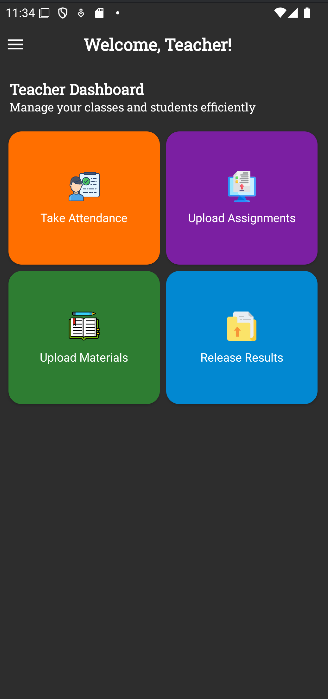 11:34
Welcome, Teacher!
Teacher Dashboard
Manage your classes and students efficiently
Take Attendance
Upload Assignments
Upload Materials
Release Results